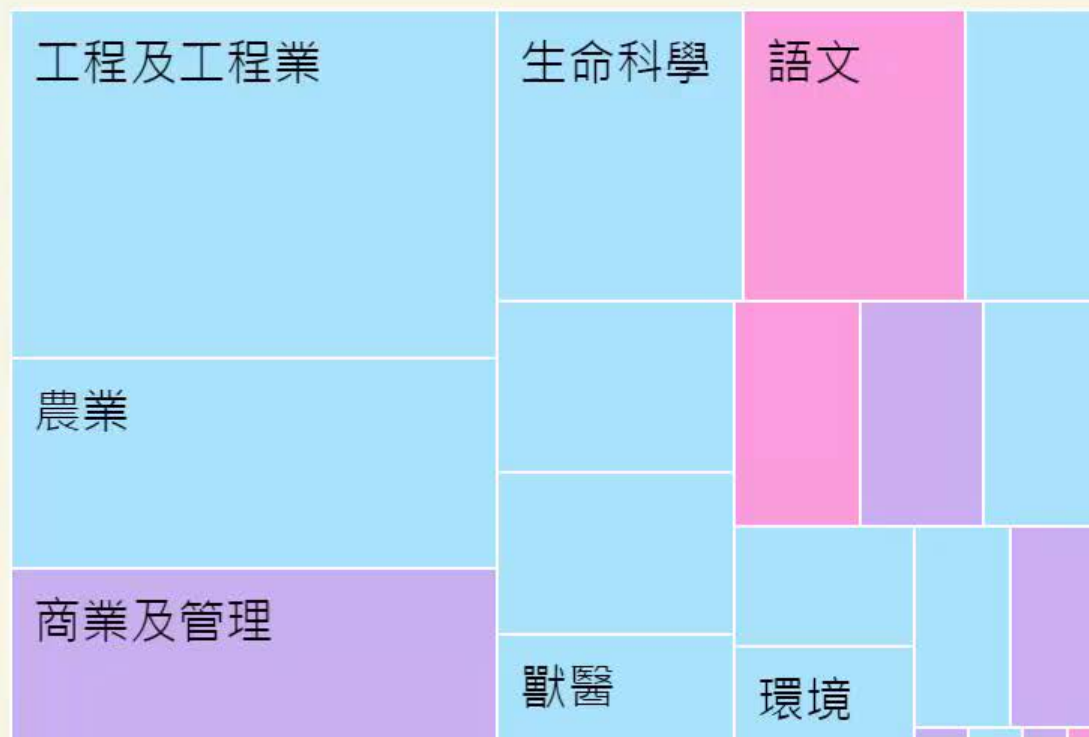 工程及工程業
生命科學
語文
農業
商業及管理
獸醫
環境